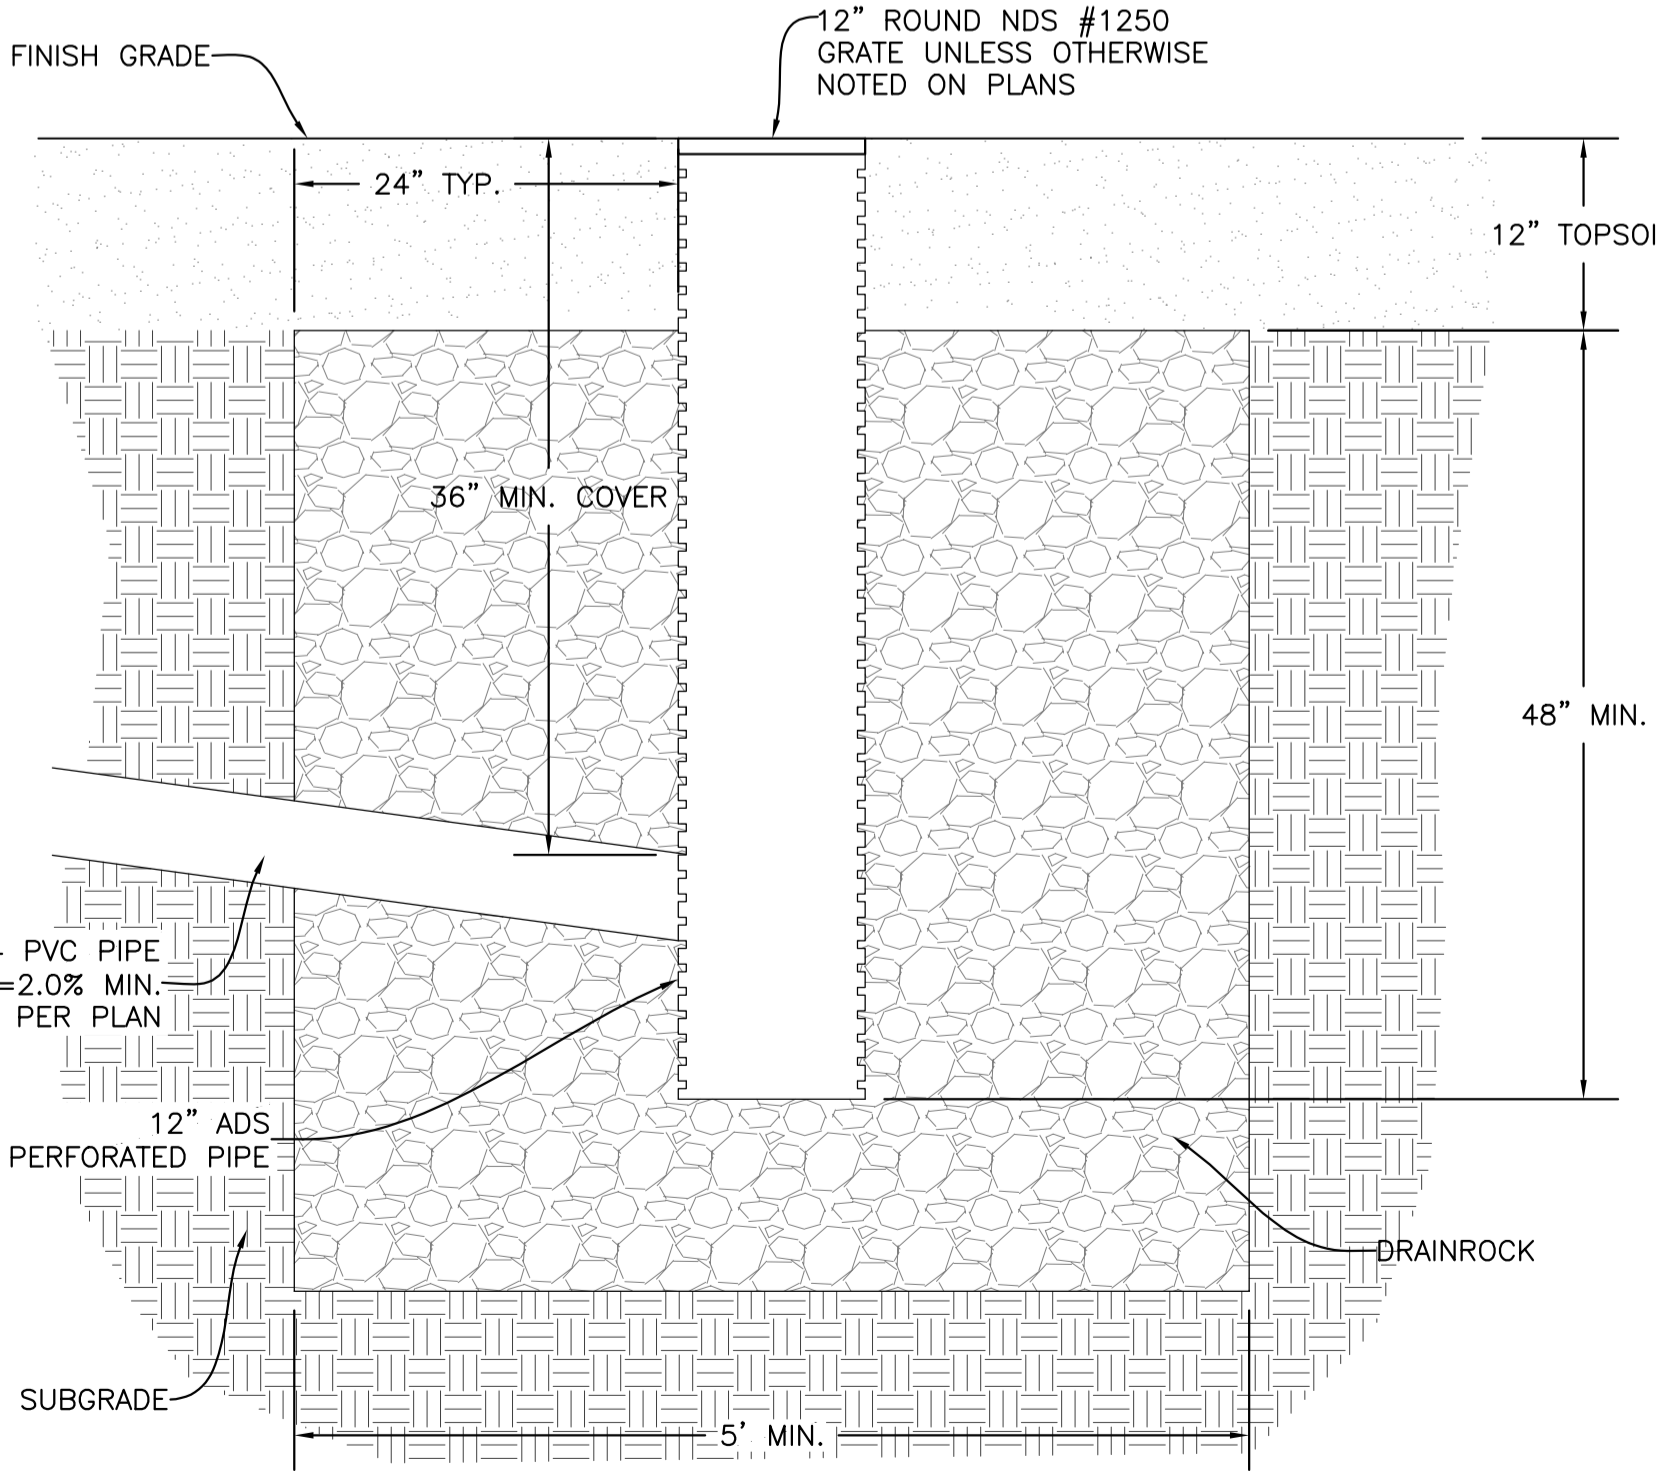 12” ROUND NDS #1250
GRATE UNLESS OTHERWISE
NOTED ON PLANS
FINISH GRADE
24” TYP.
12” TOPSOI
36” MIN. COVER
48” MIN.
PVC PIPE
=2.0% MIN.
PER PLAN
12” ADS
PERFORATED PIPE
DRAINROCK
SUBGRADE
5’ MIN.